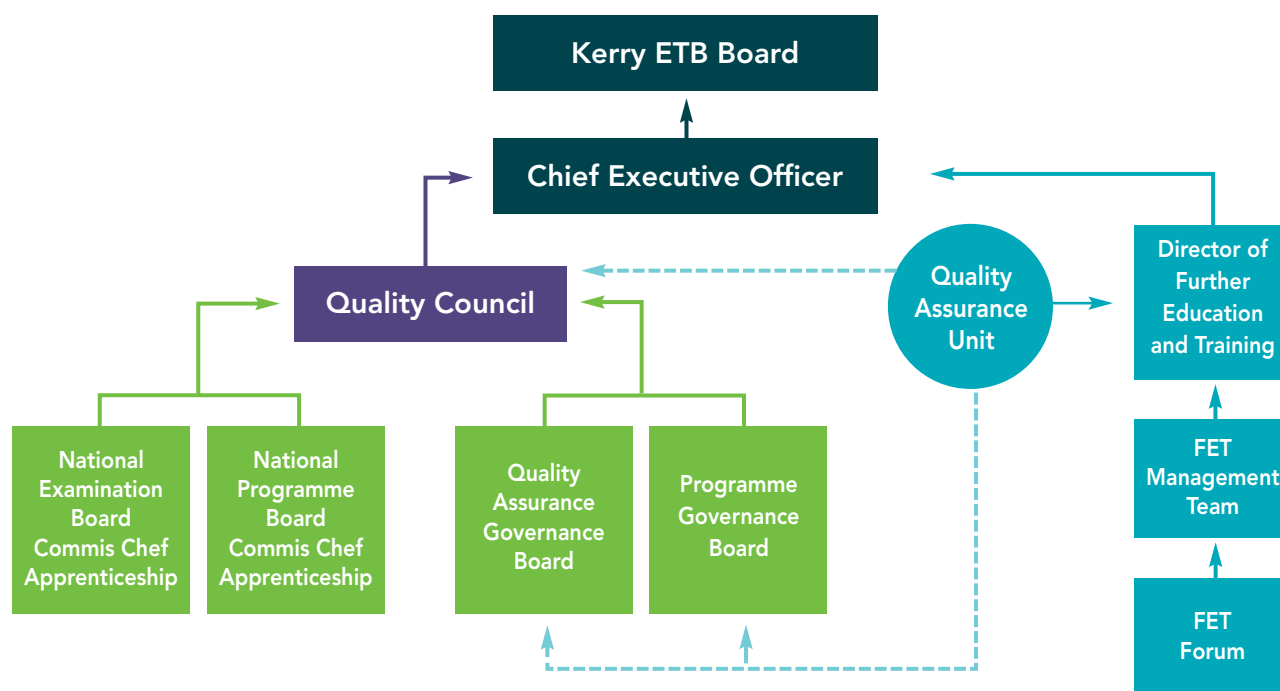 Kerry ETB Board
Chief Executive Officer
Quality Council
Quality
Assurance
Unit
Director of
Further
Education
and Training
National
Examination
Board
Commis Chef
Apprenticeship
National
Programme
Board
Commis Chef
Apprenticeship
Quality
Assurance
Governance
Board
Programme
Governance
Board
FET
Management
Team
FET
Forum